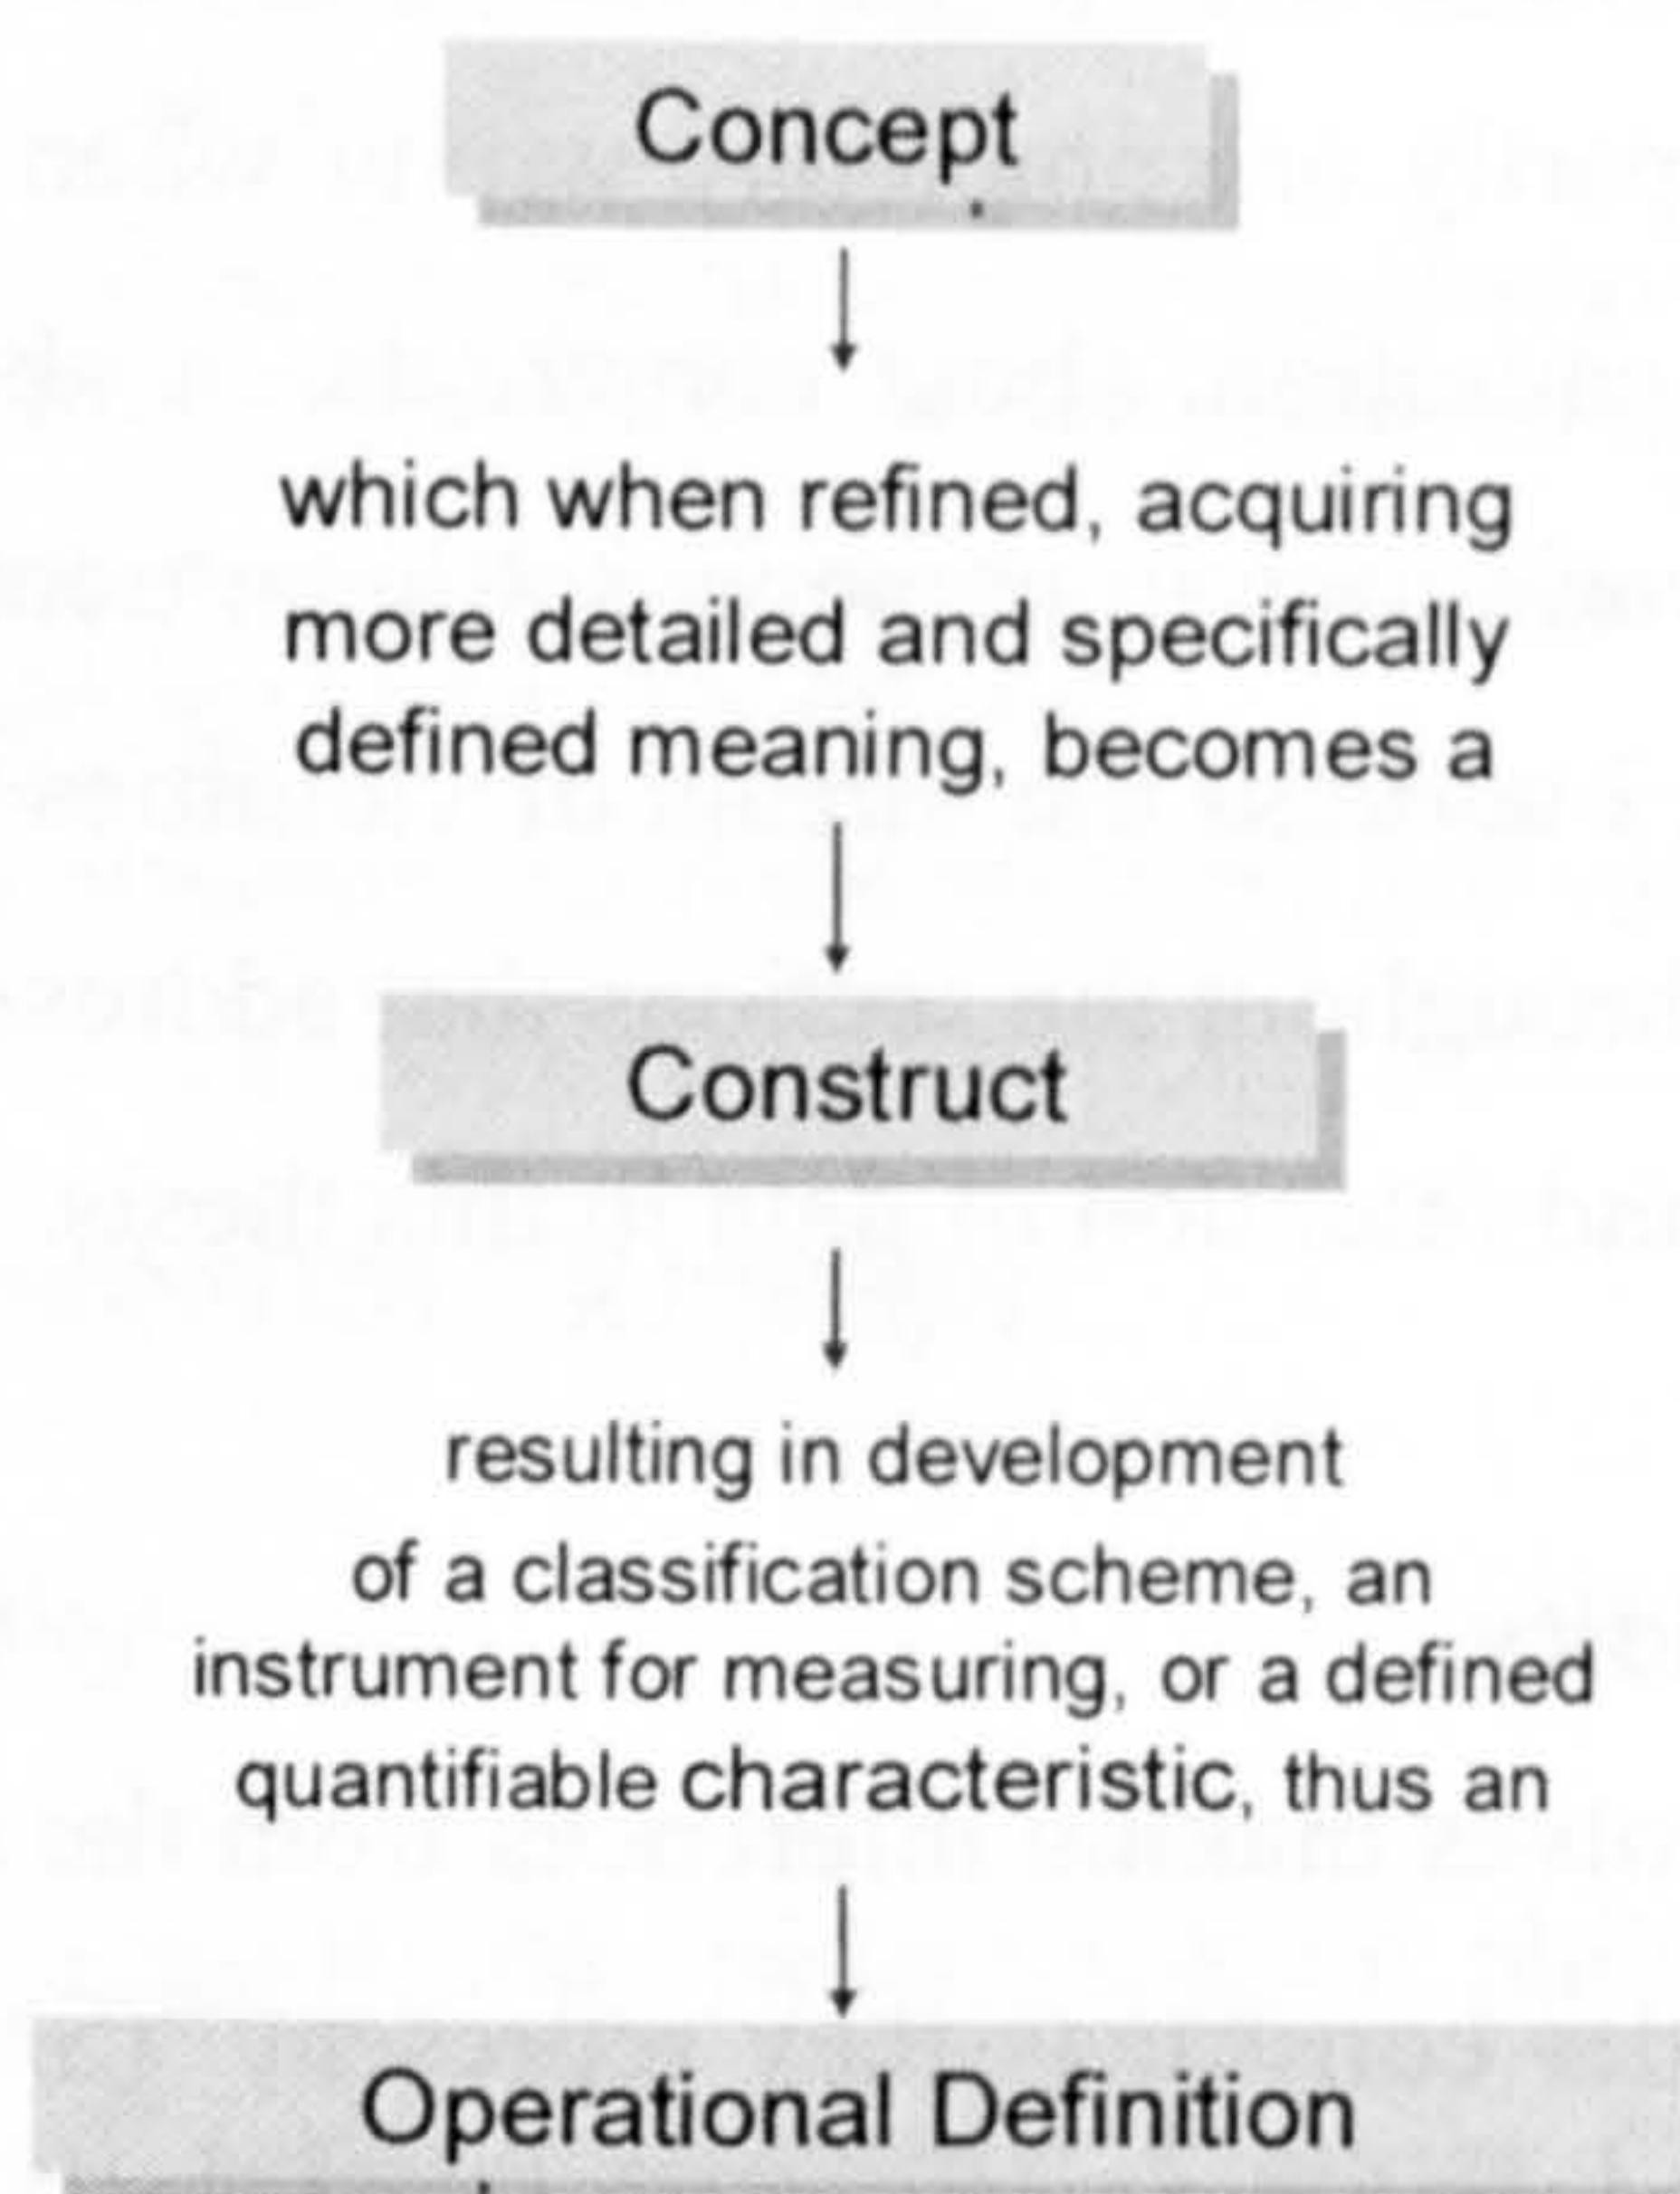 Concept
which when refined, acquiring
more detailed and specifically
defined meaning, becomes a
Construct
resulting in development
of a classification scheme, an
instrument for measuring, or a defined
quantifiable characteristic, thus an
Operational Definition